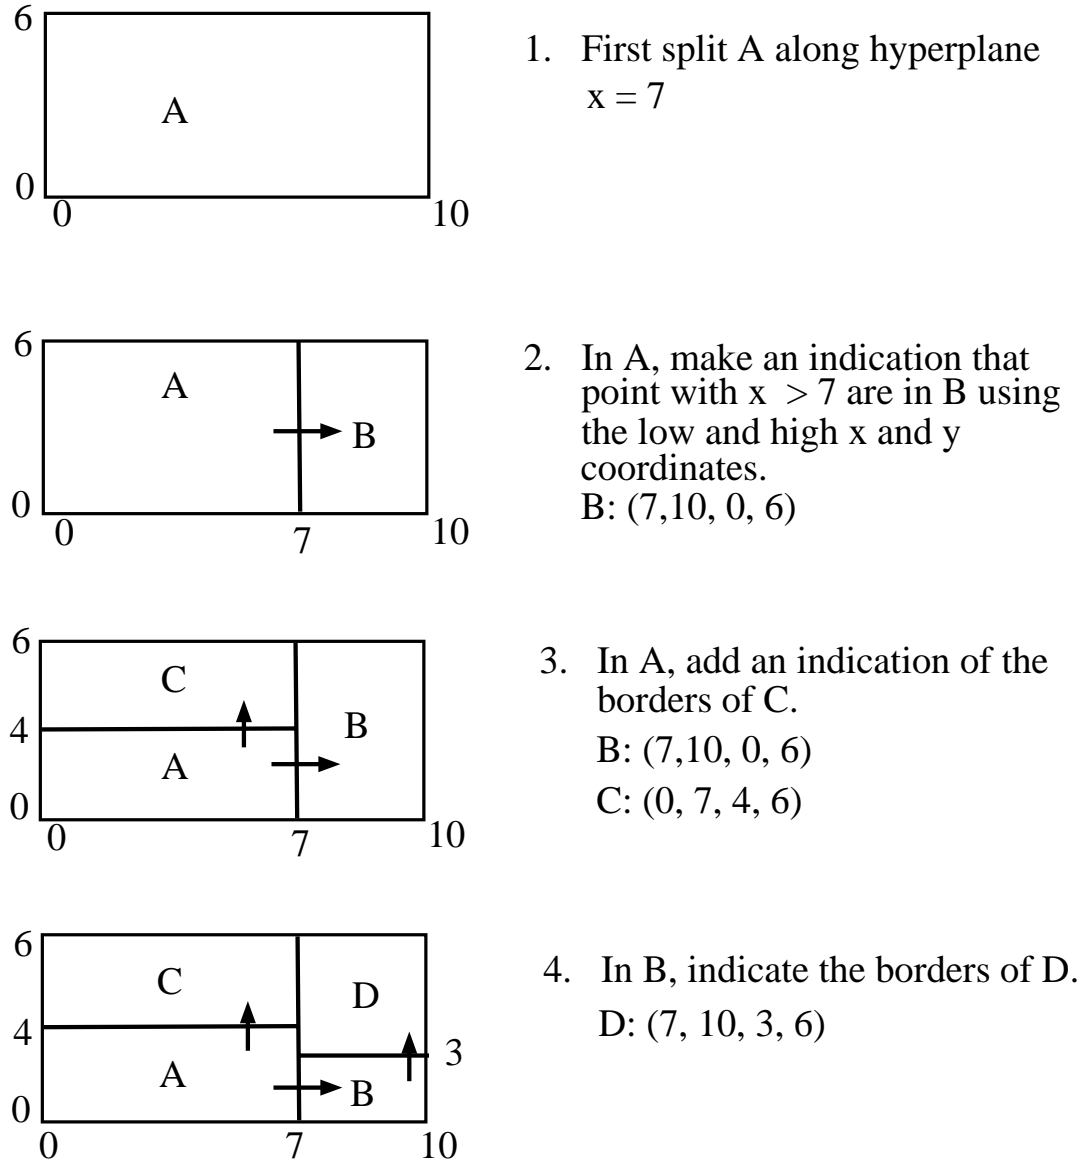 6
A
0
0
10
1. First split A along hyperplane
x = 7
6
A
B
0
0
7
10
2. In A, make an indication that
point with x > 7 are in B using
the low and high x and y
coordinates.
B: (7,10, 0, 6)
6
C
B
4
A
0
0
7
10
3. In A, add an indication of the
borders of C.
B: (7,10, 0, 6)
C: (0, 7, 4, 6)
6
C
D
4
3
A
B
0
0
7
10
4. In B, indicate the borders of D.
D: (7, 10, 3, 6)